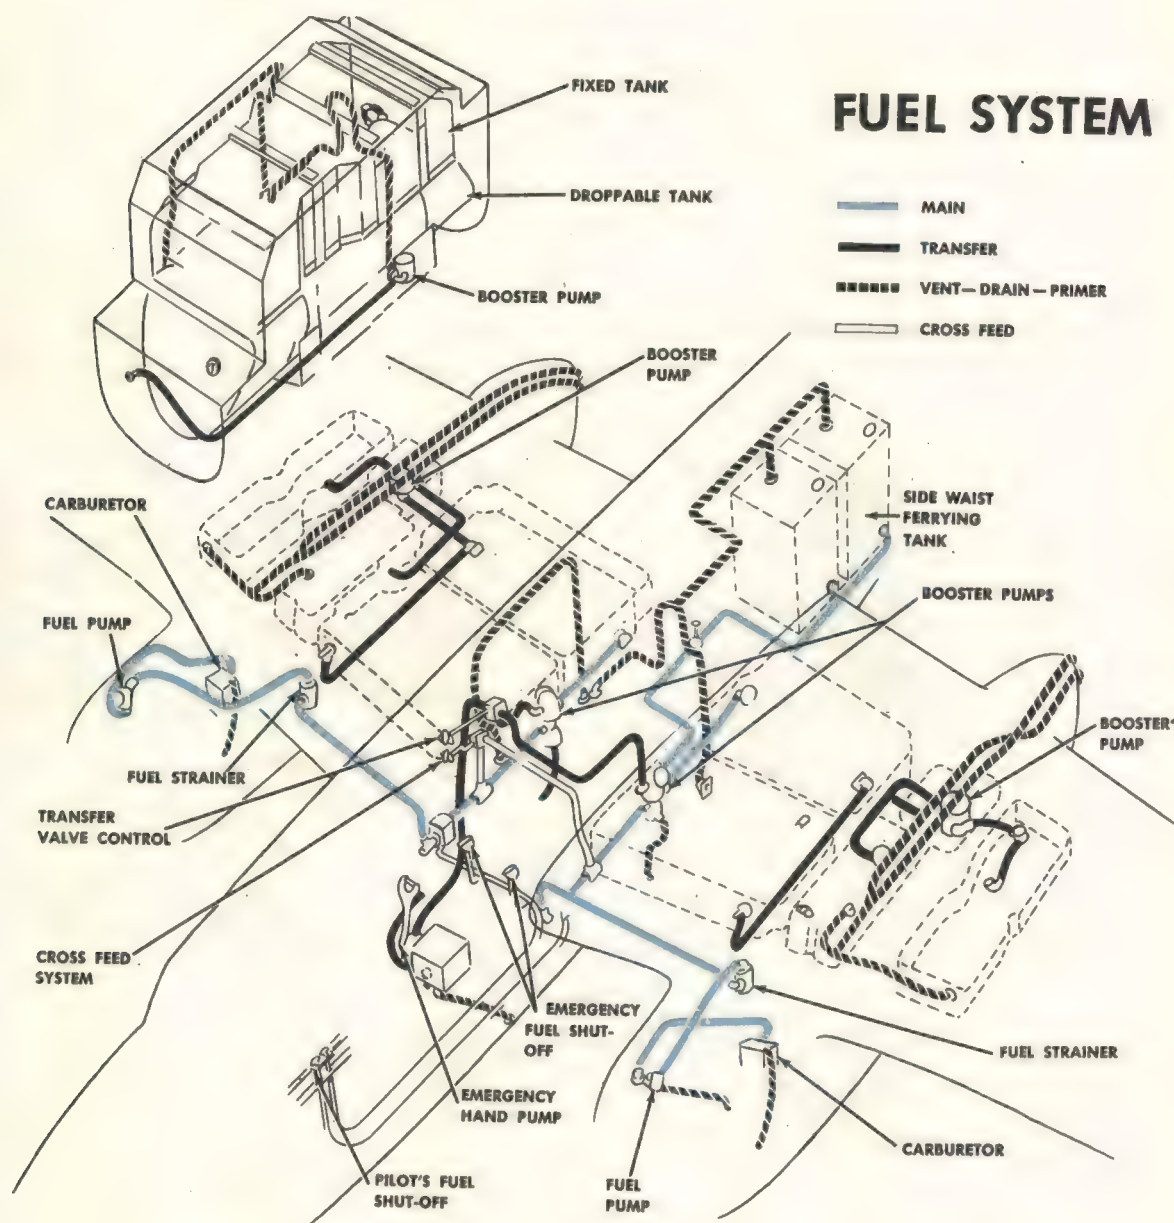 FUEL SYSTEM
MAIN
TRANSFER
VENT—DRAIN—PRIMER
CROSS FEED
FIXED TANK
DROPPABLE TANK
BOOSTER PUMP
BOOSTER
PUMP
CARBURETOR
SIDE WAIST
FERRYING
TANK
BOOSTER PUMPS
FUEL PUMP
BOOSTER
PUMP
FUEL STRAINER
TRANSFER
VALVE CONTROL
CROSS FEED
SYSTEM
EMERGENCY
FUEL SHUT-
OFF
FUEL STRAINER
EMERGENCY
HAND PUMP
CARBURETOR
PILOT'S FUEL
SHUT-OFF
FUEL
PUMP